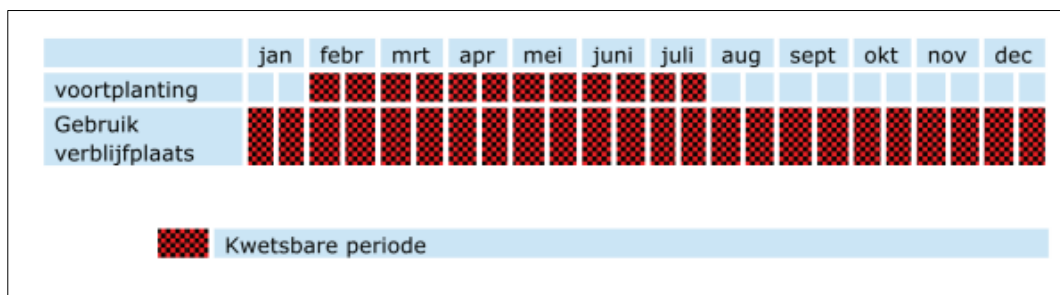 jan febr mrt apr mei juni juli aug sept okt nov dec
voortplanting
Gebruik
verblijfplaats
Kwetsbare periode